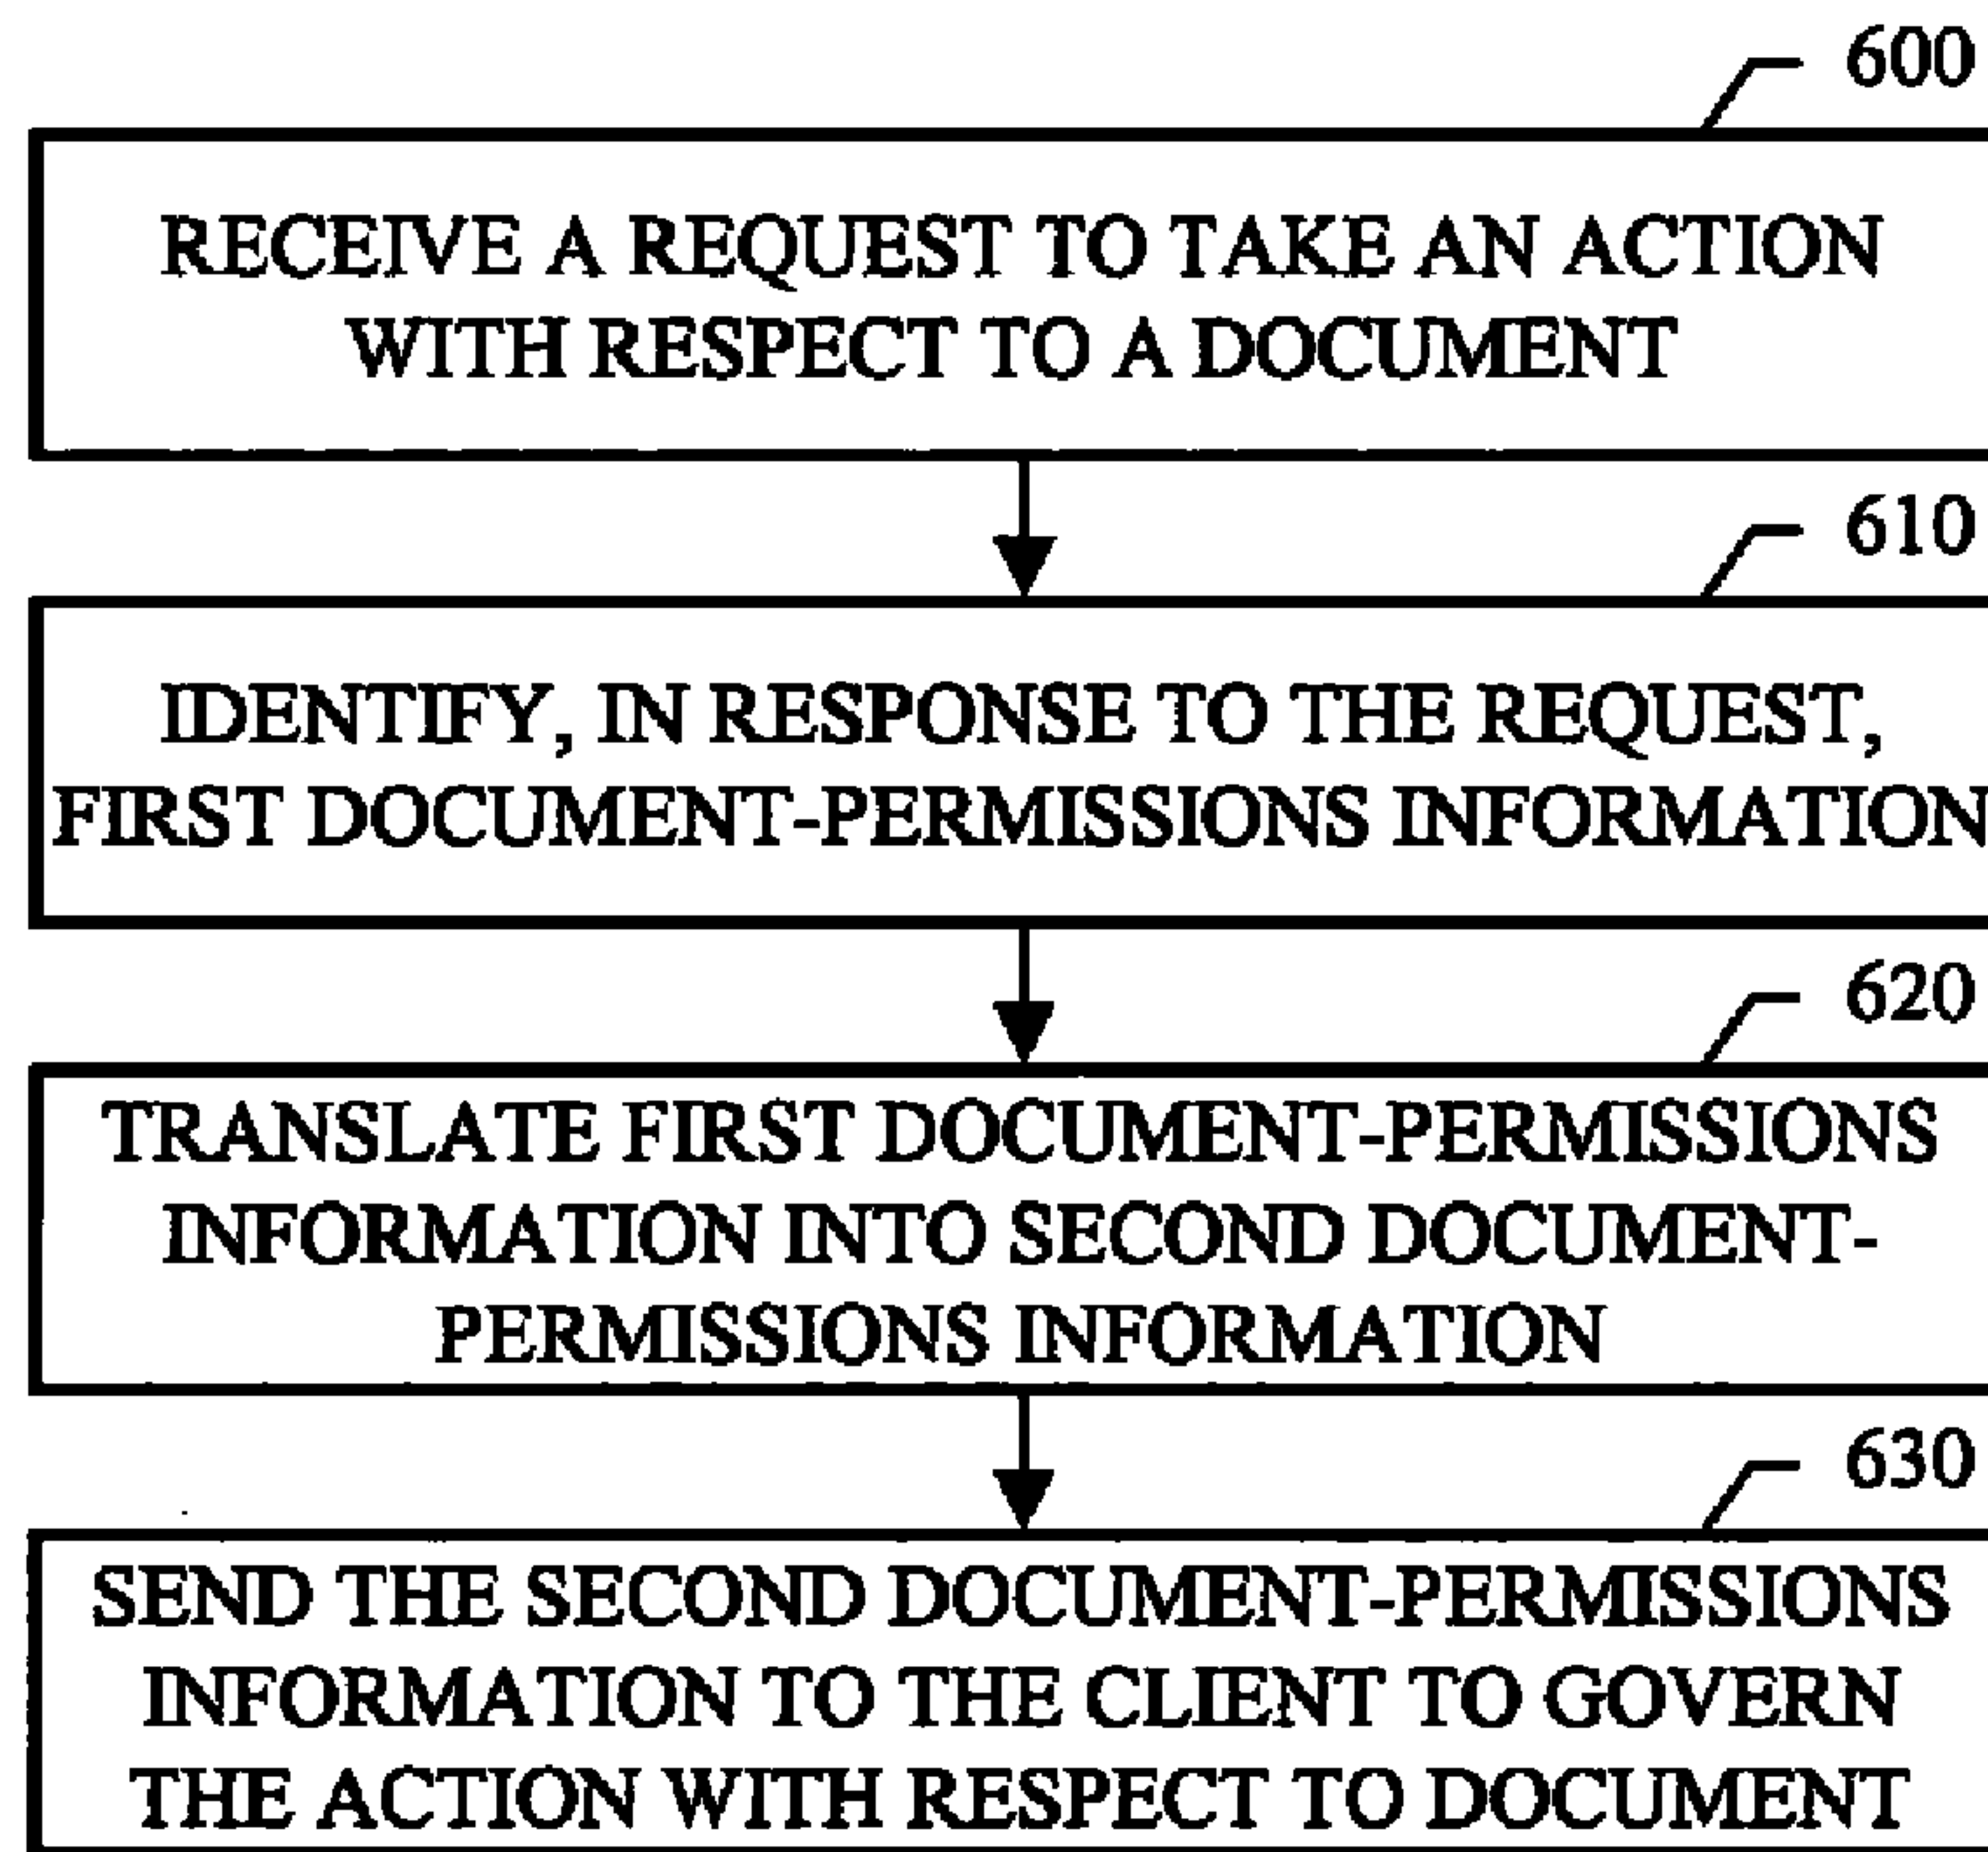 600
RECEIVE A REQUEST TO TAKE AN ACTION
WITH RESPECT TO A DOCUMENT
610
IDENTIFY, IN RESPONSE TO THE REQUEST,
FIRST DOCUMENT-PERMISSIONS INFORMATION
620
TRANSLATE FIRST DOCUMENT-PERMISSIONS
INFORMATION INTO SECOND DOCUMENT-
PERMISSIONS INFORMATION
630
SEND THE SECOND DOCUMENT-PERMISSIONS
INFORMATION TO THE CLIENT TO GOVERN
THE ACTION WITH RESPECT TO DOCUMENT